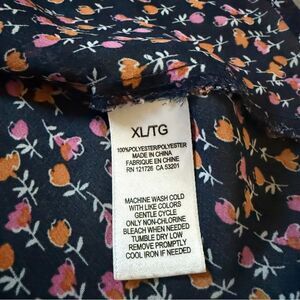 XL/TG
100%POLYESTER/POLYESTER
MADE IN CHINA
FABRIQUE EN CHINE
RN 121726 CA 53201
MACHINE WASH COLD
WITH LIKE COLORS
GENTLE CYCLE
ONLY NON-CHLORINE
BLEACH WHEN NEEDED
TUMBLE DRY LOW
REMOVE PROMPTLY
COOL IRON IF NEEDED